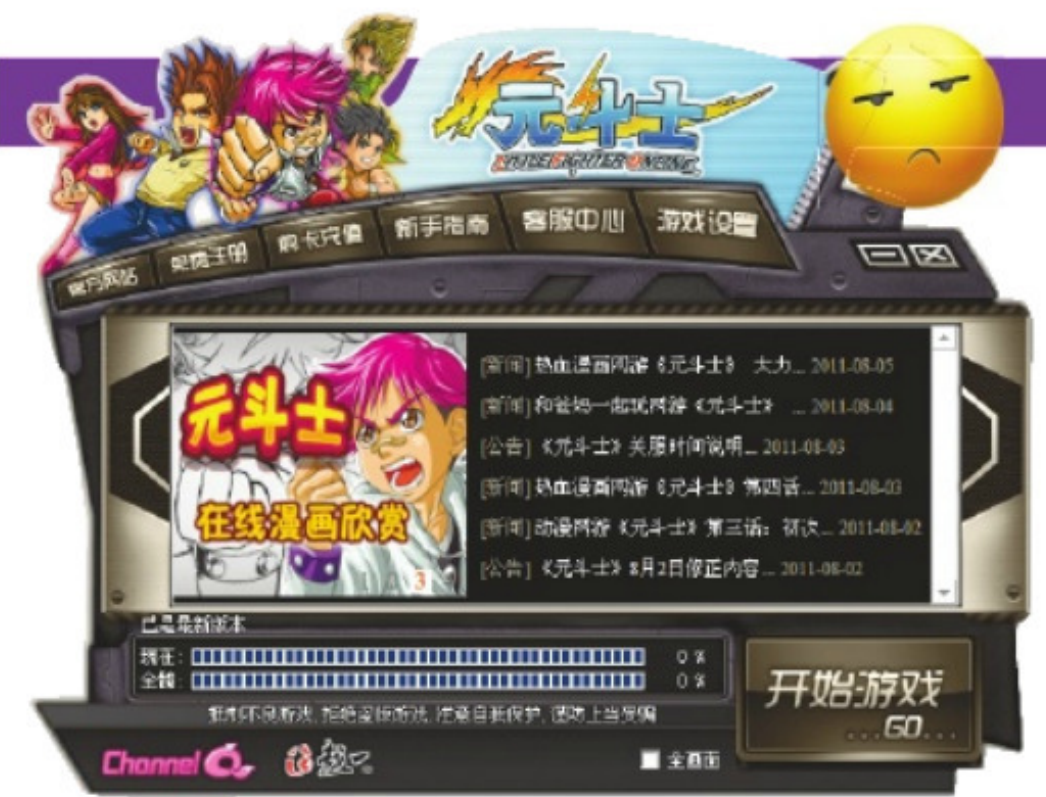 元斗士
LITTLE FIGHTER ONLINE
官方网站
免费注册
购卡充值
新手指南
客服中心
游戏设置
元斗士
在线漫画欣赏
3
[新闻] 热血漫画网游《元斗士》 大力... 2011-08-05
[新闻] 和爸妈一起玩网游《元斗士》 ... 2011-08-04
[公告] 《元斗士》关服时间说明... 2011-08-03
[新闻] 热血漫画网游《元斗士》第四话... 2011-08-03
[新闻] 动漫网游《元斗士》第三话：初次... 2011-08-02
[公告] 《元斗士》8月2日修正内容... 2011-08-02
已是最新版本
现在: 0 %
全体: 0 %
抵制不良游戏, 拒绝盗版游戏, 注意自我保护, 谨防上当受骗
开始游戏
...GO...
Channel Q
全画面